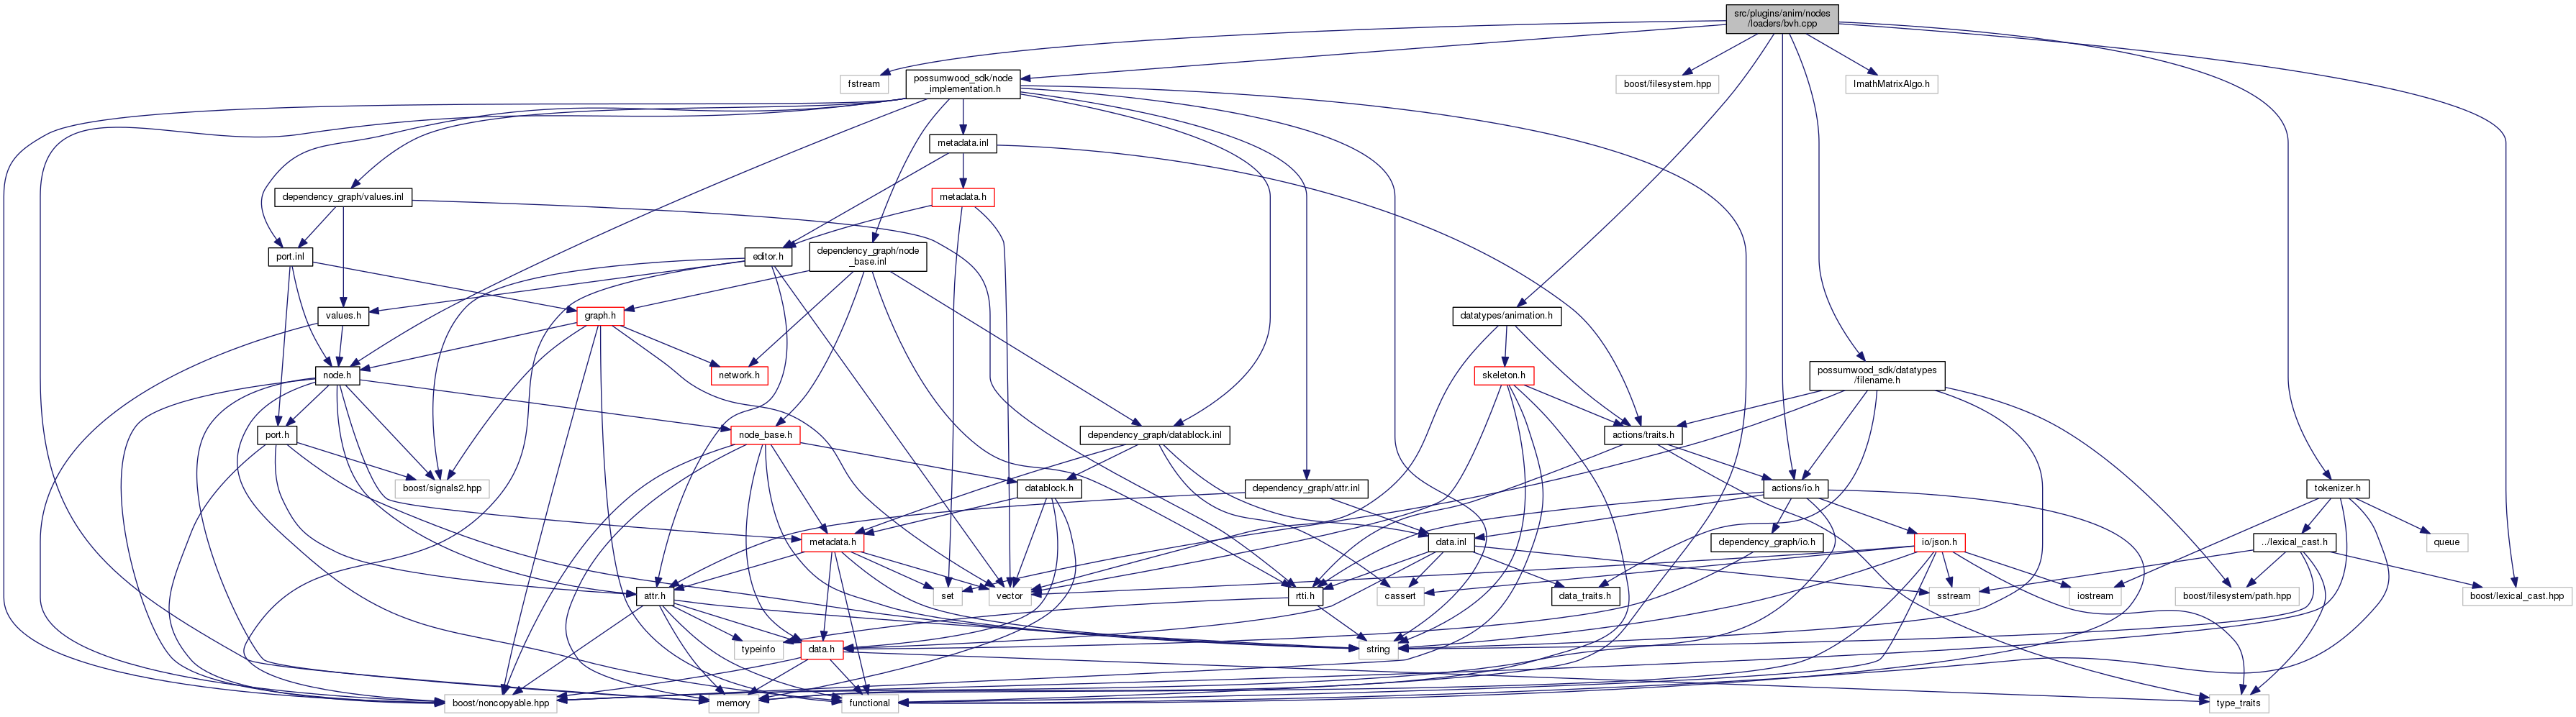 src/plugins/anim/nodes
/loaders/bvh.cpp
fstream
possumwood_sdk/node
_implementation.h
boost/filesystem.hpp
ImathMatrixAlgo.h
metadata.inl
dependency_graph/values.inl
metadata.h
port.inl
editor.h
dependency_graph/node
_base.inl
values.h
graph.h
datatypes/animation.h
node.h
network.h
skeleton.h
possumwood_sdk/datatypes
/filename.h
port.h
node_base.h
dependency_graph/datablock.inl
actions/traits.h
boost/signals2.hpp
datablock.h
dependency_graph/attr.inl
actions/io.h
tokenizer.h
metadata.h
data.inl
dependency_graph/io.h
io/json.h
../lexical_cast.h
queue
attr.h
set
vector
rtti.h
cassert
data_traits.h
sstream
iostream
boost/filesystem/path.hpp
boost/lexical_cast.hpp
typeinfo
data.h
string
boost/noncopyable.hpp
memory
functional
type_traits